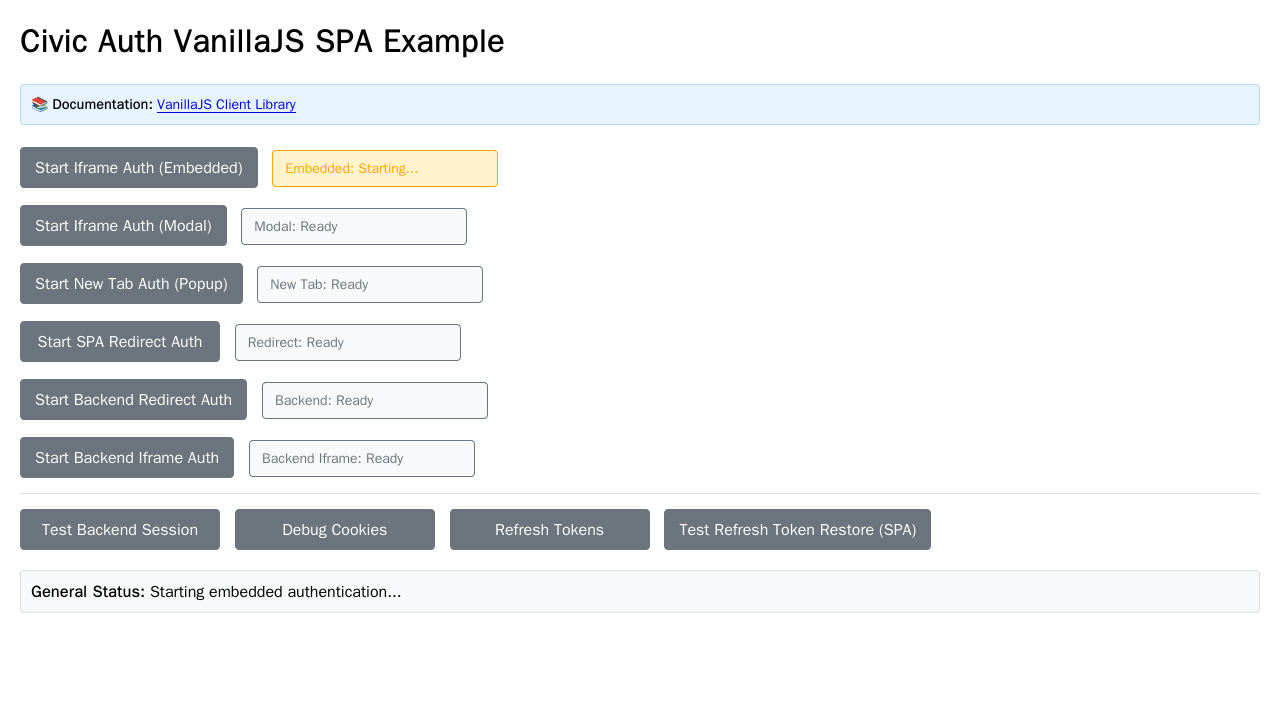 Civic Auth VanillaJS SPA Example
📚 Documentation: VanillaJS Client Library
Start Iframe Auth (Embedded) Embedded: Starting...
Start Iframe Auth (Modal) Modal: Ready
Start New Tab Auth (Popup) New Tab: Ready
Start SPA Redirect Auth Redirect: Ready
Start Backend Redirect Auth Backend: Ready
Start Backend Iframe Auth Backend Iframe: Ready
Test Backend Session Debug Cookies Refresh Tokens Test Refresh Token Restore (SPA)
General Status: Starting embedded authentication...